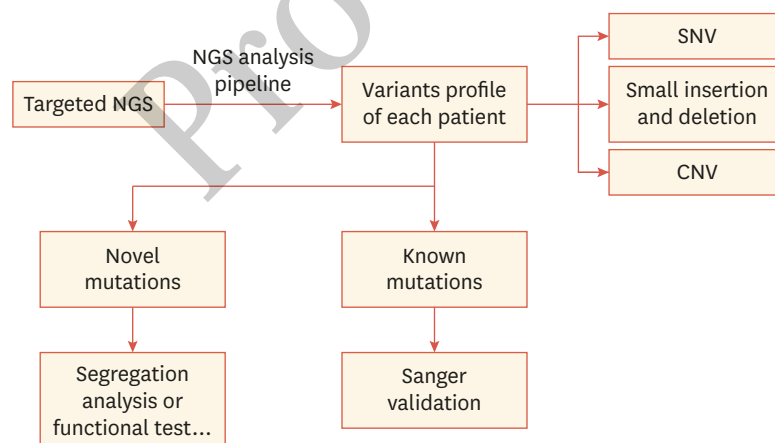 SNV
NGS analysis
pipeline
Targeted NGS
Variants profile
of each patient
Small insertion
and deletion
CNV
Novel
mutations
Known
mutations
Segregation
analysis or
functional test...
Sanger
validation
Pro